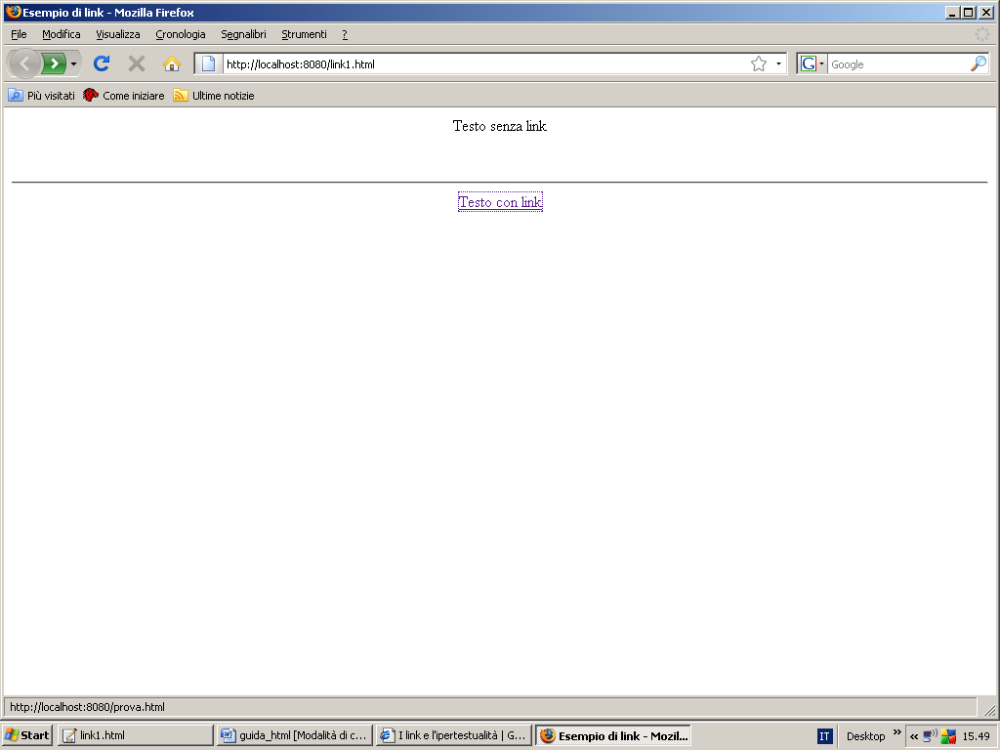 Esempio di link - Mozilla Firefox
File Modifica Visualizza Cronologia Segnalibri Strumenti ?
http://localhost:8080/link1.html G Google
Più visitati Come iniziare Ultime notizie
Testo senza link
Testo con link
http://localhost:8080/prova.html
Start link1.html guida_html [Modalità di c... I link e l'ipertestualità | G... Esempio di link - Mozil... IT Desktop » « 15.49